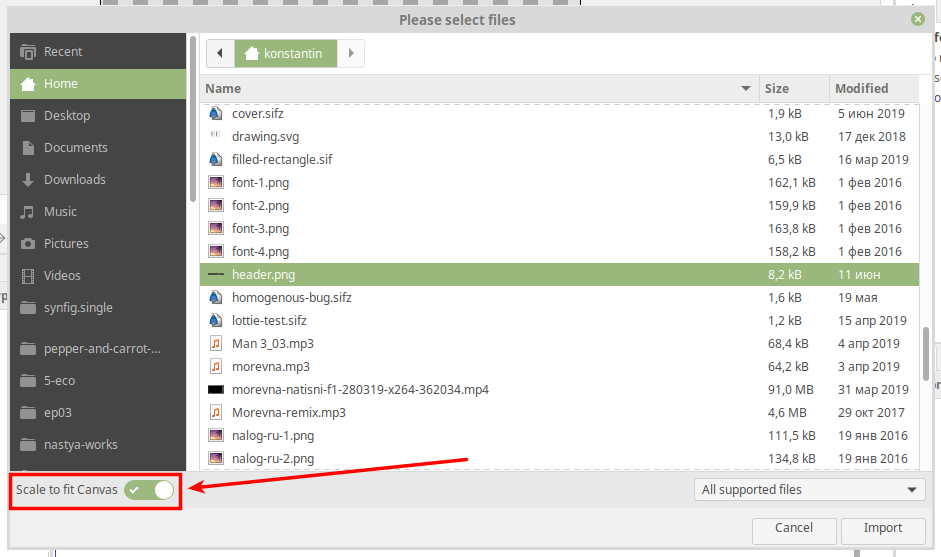 Please select files
Recent
Home
Desktop
Documents
Downloads
Music
Pictures
Videos
synfig.single
pepper-and-carrot-...
5-eco
ep03
nastya-works
konstantin
Name Size Modified
cover.sifz 1,9 kB 5 июн 2019
drawing.svg 13,0 kB 17 дек 2018
filled-rectangle.sif 6,5 kB 16 мар 2019
font-1.png 162,1 kB 1 фев 2016
font-2.png 159,9 kB 1 фев 2016
font-3.png 163,8 kB 1 фев 2016
font-4.png 158,2 kB 1 фев 2016
header.png 8,2 kB 11 июн
homogenous-bug.sifz 1,6 kB 19 мая
lottie-test.sifz 1,2 kB 15 апр 2019
Man 3_03.mp3 68,4 kB 4 апр 2019
morevna.mp3 64,2 kB 3 апр 2019
morevna-natisni-f1-280319-x264-362034.mp4 91,0 MB 31 мар 2019
Morevna-remix.mp3 4,6 MB 29 окт 2017
nalog-ru-1.png 111,5 kB 19 янв 2016
nalog-ru-2.png 134,8 kB 19 янв 2016
Scale to fit Canvas
All supported files
Cancel
Import